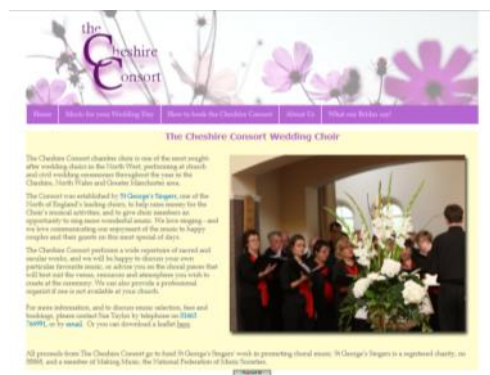 the
Cheshire
Consort
Home Music for your Wedding Day How to book the Cheshire Consort About Us What our Brides say!
The Cheshire Consort Wedding Choir
The Cheshire Consort chamber choir is one of the most sought
after wedding choirs in the North West, performing at church
and civil wedding ceremonies throughout the year in the
Cheshire, North Wales and Greater Manchester area.
The Consort was established by St George's Singers, one of the
North of England's leading choirs, to help raise money for the
Choir's musical activities, and to give choir members an
opportunity to sing more wonderful music. We love singing - and
we love communicating our enjoyment of the music to happy
couples and their guests on this most special of days.
The Cheshire Consort performs a wide repertoire of sacred and
secular works, and we will be happy to discuss your own
particular favourite music, or advise you on the choral pieces that
will best suit the venue, resources and atmosphere you wish to
create at the ceremony. We can also provide a professional
organist if one is not available at your church.
For more information, and to discuss music selection, fees and
bookings, please contact Sue Taylor by telephone on
or by email. Or you can download a leaflet here.
All proceeds from The Cheshire Consort go to fund St George's Singers' work in promoting choral music. St George's Singers is a registered charity, no
and a member of Making Music, the National Federation of Music Societies.